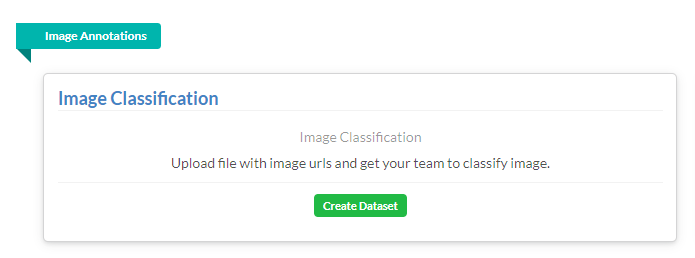 Image Annotations
Image Classification
Image Classification
Upload file with image urls and get your team to classify image.
Create Dataset